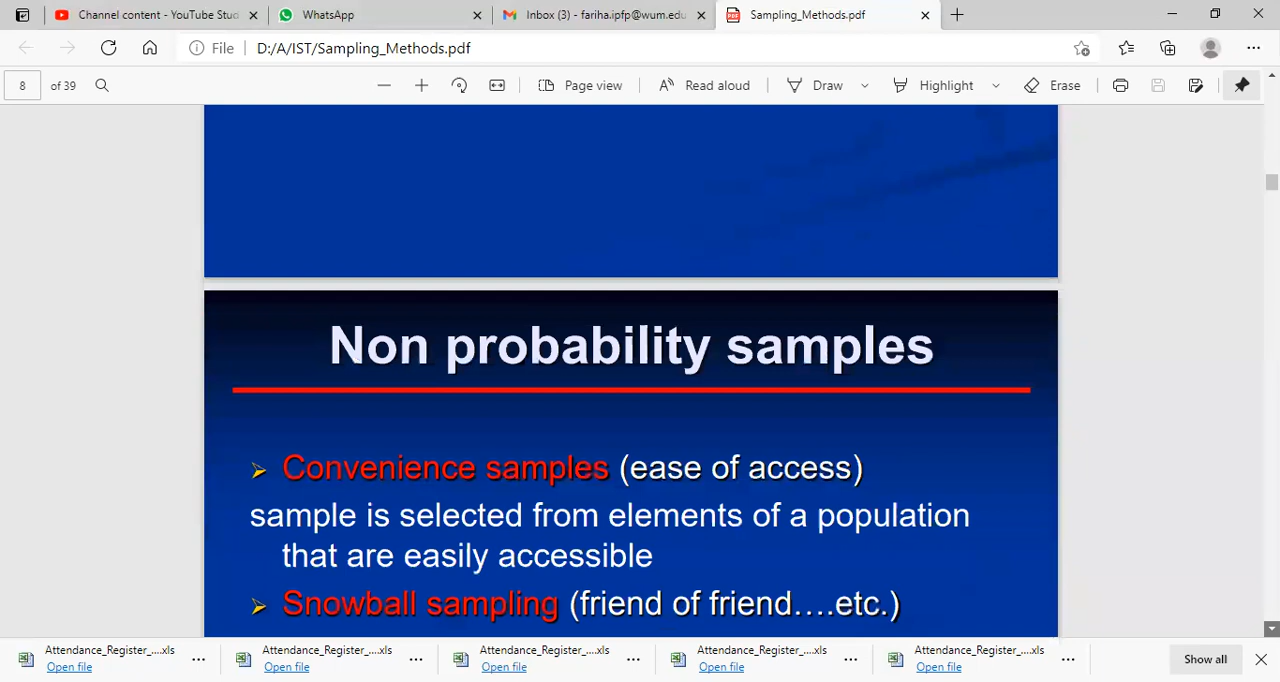 Channel content - YouTube Stu
WhatsApp
Inbox (3) - fariha.ipfp@wum.edu
Sampling_Methods.pdf
File
D:/A/IST/Sampling_Methods.pdf
8 of 39
Page view
Read aloud
Draw
Highlight
Erase
Non probability samples
Convenience samples (ease of access)
sample is selected from elements of a population
that are easily accessible
Snowball sampling (friend of friend….etc.)
Attendance_Register_....xls
Open file
Attendance_Register_....xls
Open file
Attendance_Register_....xls
Open file
Attendance_Register_....xls
Open file
Attendance_Register_....xls
Open file
Show all